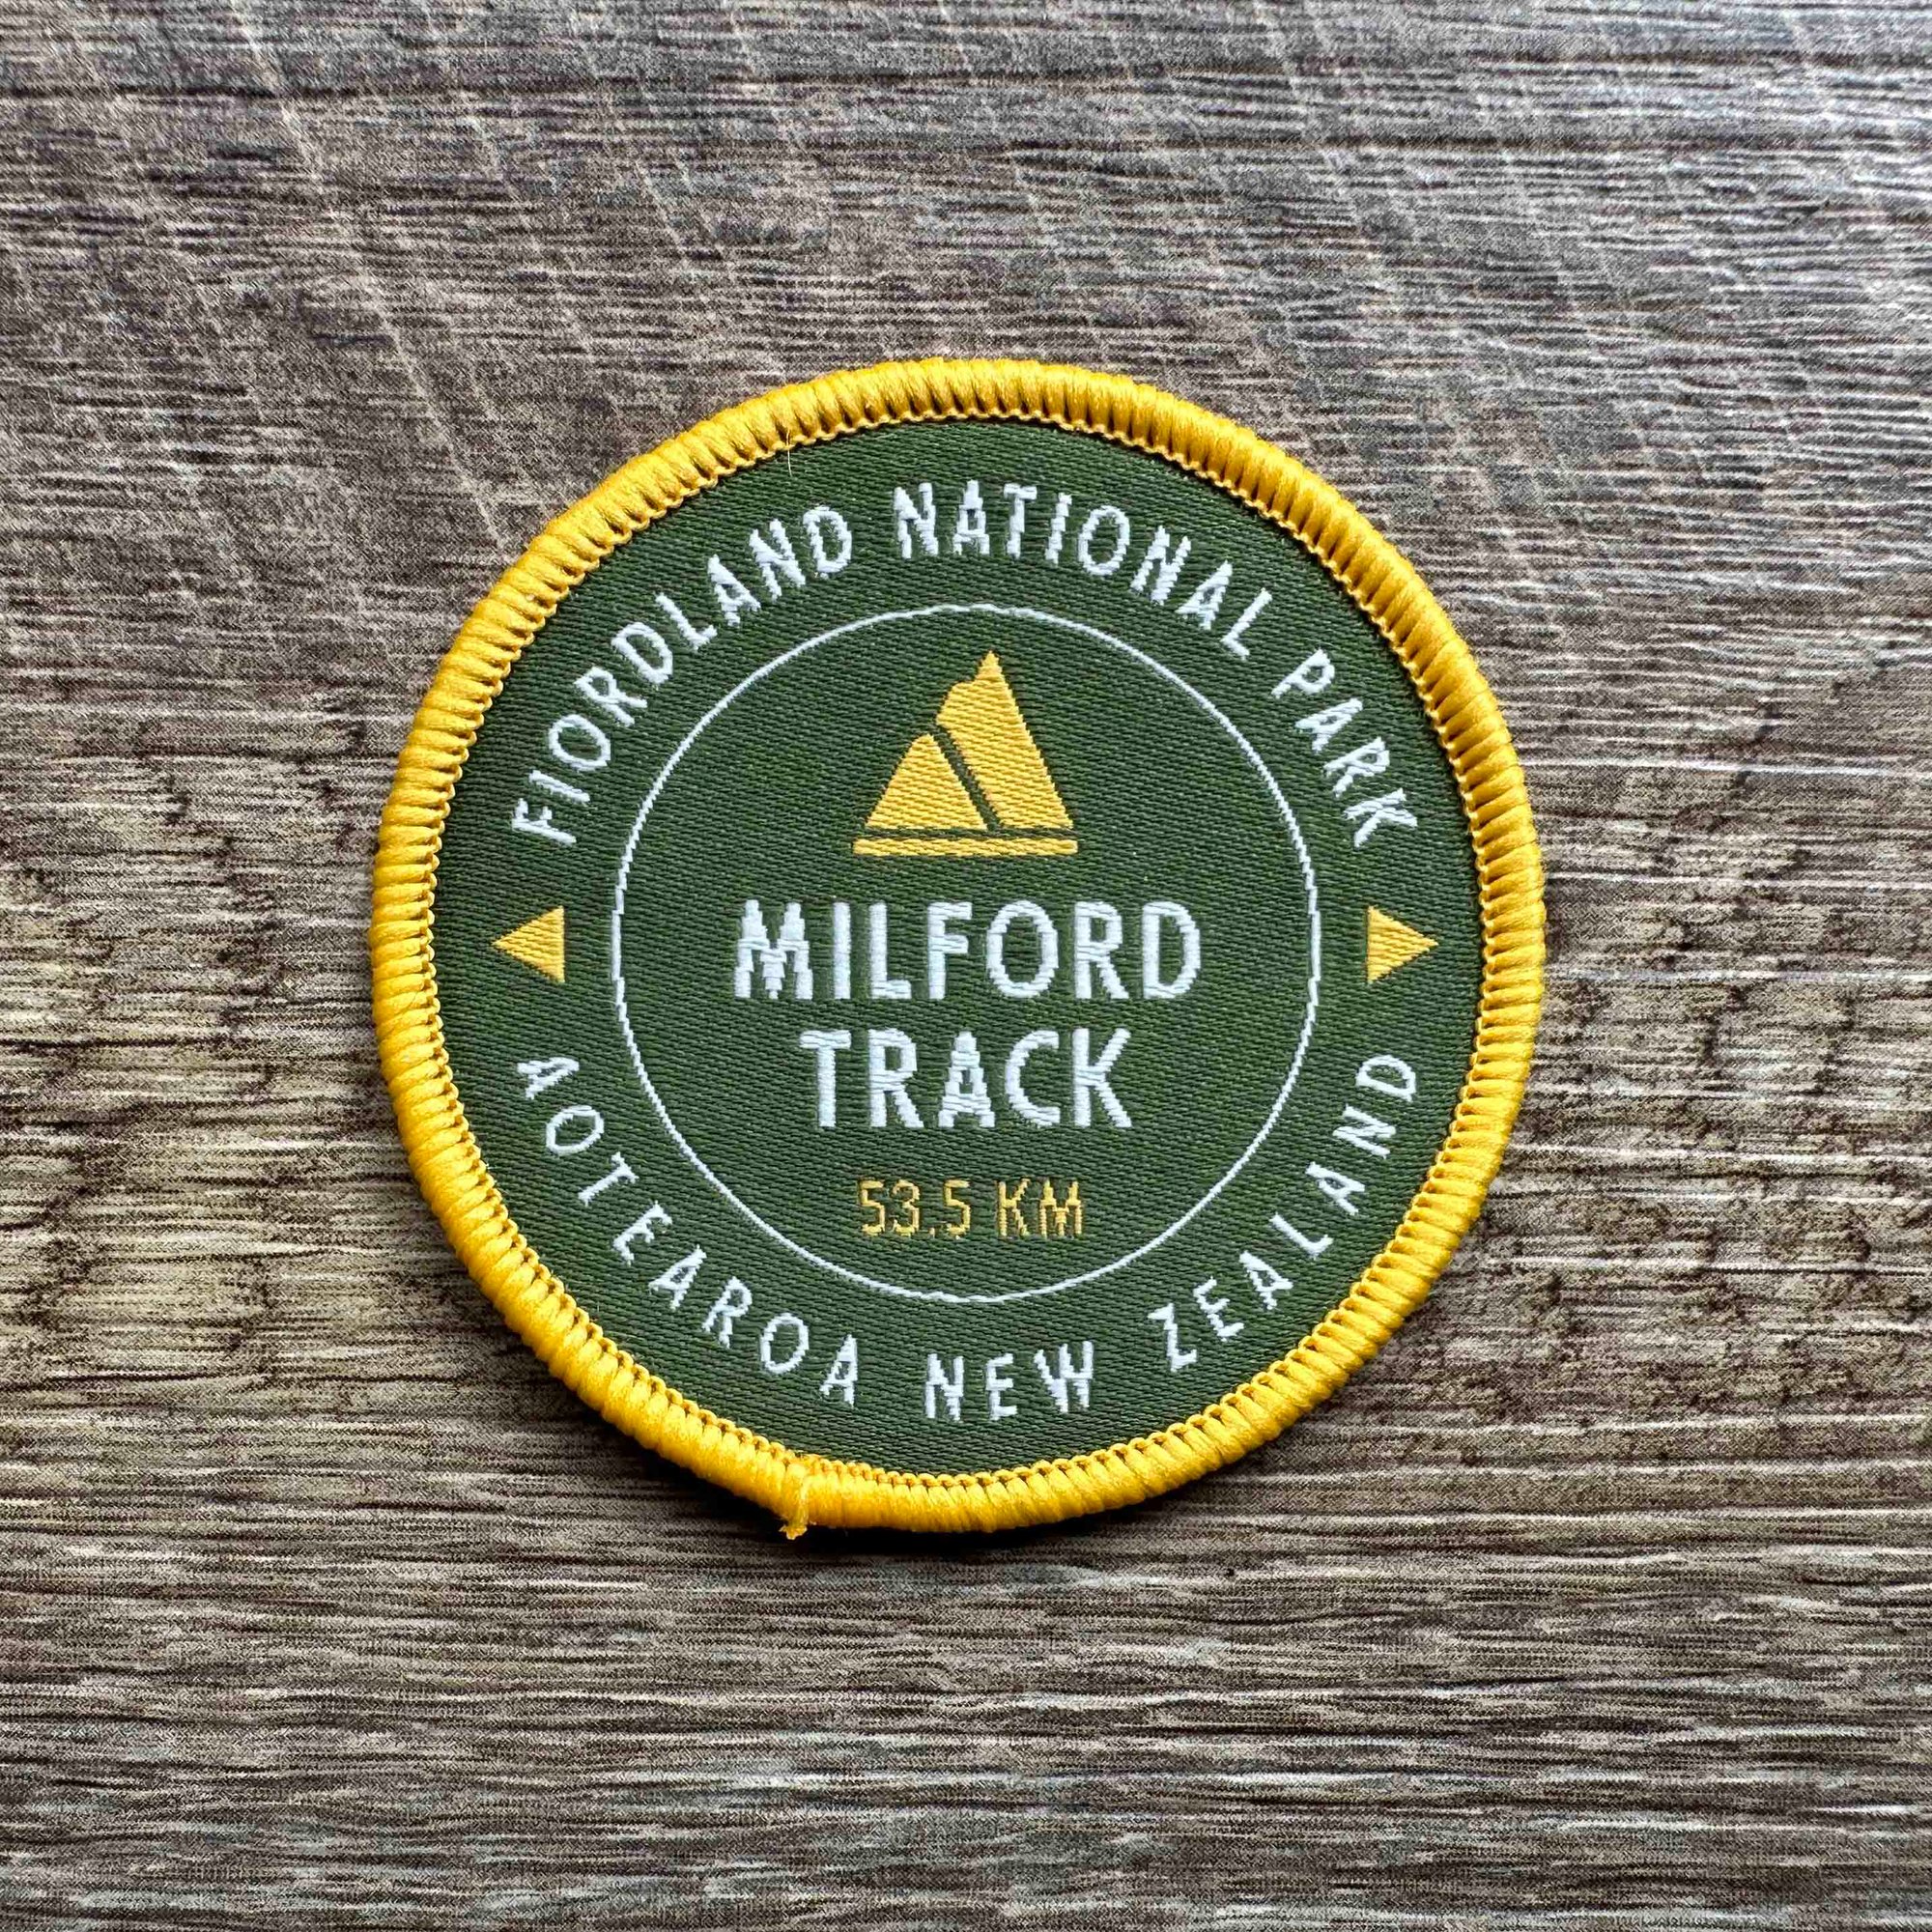 FIORDLAND NATIONAL PARK
MILFORD
TRACK
53.5 KM
AOTEAROA NEW ZEALAND